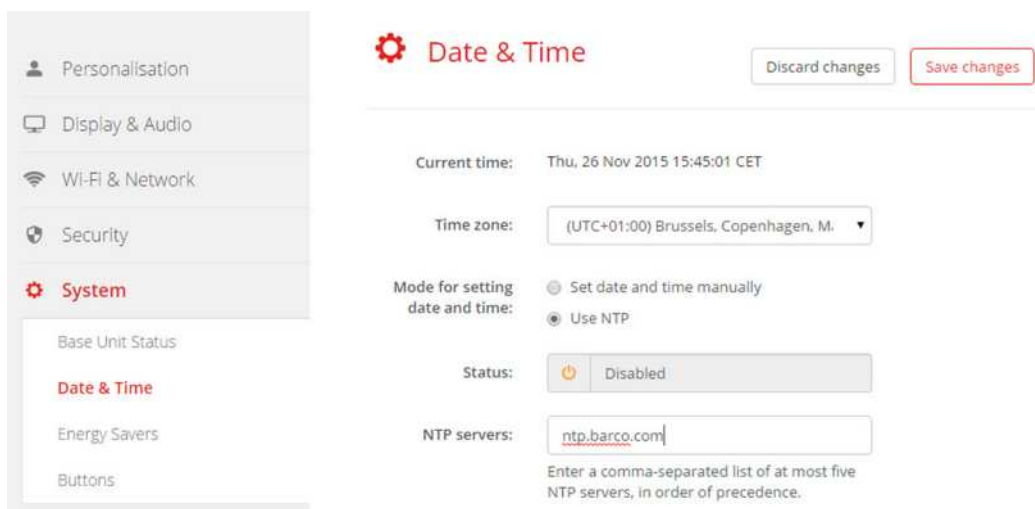 Personalisation
Display & Audio
Wi-Fi & Network
Security
System
Base Unit Status
Date & Time
Energy Savers
Buttons
Date & Time
Discard changes
Save changes
Current time: Thu, 26 Nov 2015 15:45:01 CET
Time zone: (UTC+01:00) Brussels, Copenhagen, M
Mode for setting
date and time:
Set date and time manually
Use NTP
Status: Disabled
NTP servers: ntp.barco.com
Enter a comma-separated list of at most five
NTP servers, in order of precedence.